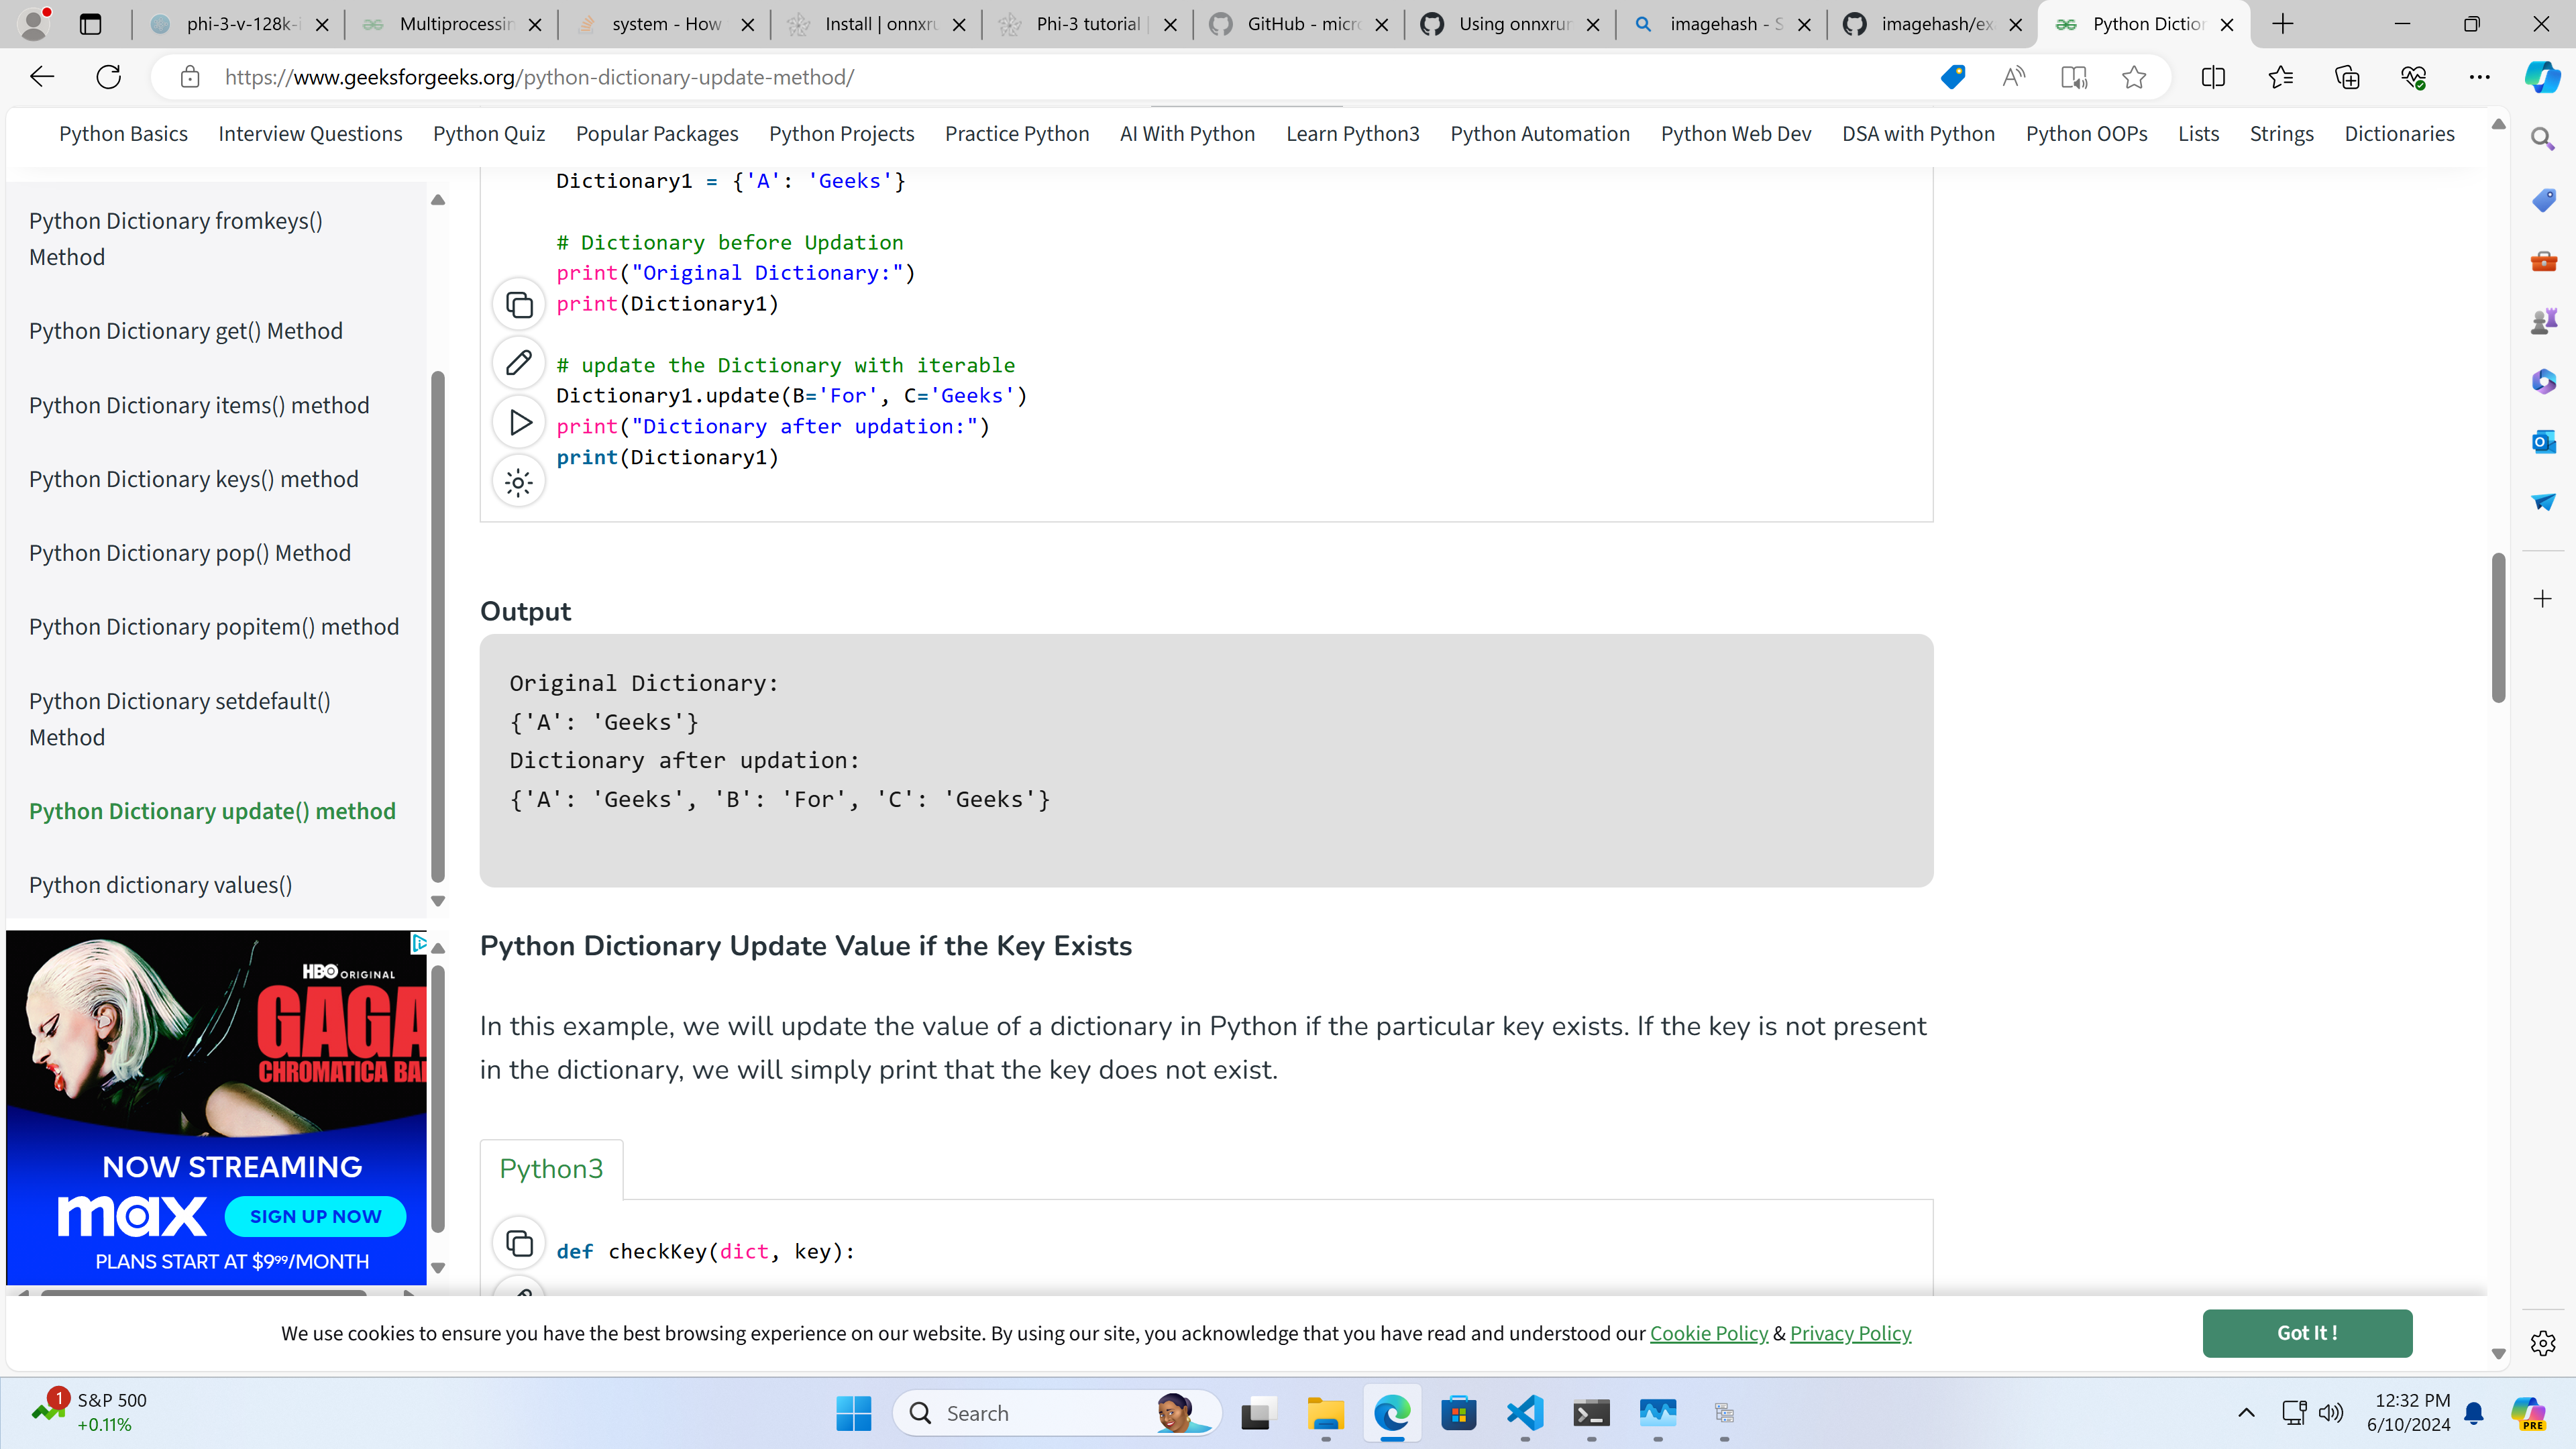 phi-3-v-128k-i
Multiprocessin
system - How
Install | onnxru
Phi-3 tutorial |
GitHub - micro
Using onnxrun
imagehash - S
imagehash/exa
Python Diction
https://www.geeksforgeeks.org/python-dictionary-update-method/
Python Basics Interview Questions Python Quiz Popular Packages Python Projects Practice Python AI With Python Learn Python3 Python Automation Python Web Dev DSA with Python Python OOPs Lists Strings Dictionaries
Python Dictionary fromkeys()
Method
Python Dictionary get() Method
Python Dictionary items() method
Python Dictionary keys() method
Python Dictionary pop() Method
Python Dictionary popitem() method
Python Dictionary setdefault()
Method
Python Dictionary update() method
Python dictionary values()
HBO ORIGINAL
GAGA
CHROMATICA BA
NOW STREAMING
max SIGN UP NOW
PLANS START AT $9.99/MONTH
Dictionary1 = {'A': 'Geeks'}
# Dictionary before Updation
print("Original Dictionary:")
print(Dictionary1)
# update the Dictionary with iterable
Dictionary1.update(B='For', C='Geeks')
print("Dictionary after updation:")
print(Dictionary1)
Output
Original Dictionary:
{'A': 'Geeks'}
Dictionary after updation:
{'A': 'Geeks', 'B': 'For', 'C': 'Geeks'}
Python Dictionary Update Value if the Key Exists
In this example, we will update the value of a dictionary in Python if the particular key exists. If the key is not present
in the dictionary, we will simply print that the key does not exist.
Python3
def checkKey(dict, key):
We use cookies to ensure you have the best browsing experience on our website. By using our site, you acknowledge that you have read and understood our Cookie Policy & Privacy Policy
Got It !
1
S&P 500
+0.11%
Search
12:32 PM
6/10/2024
PRE